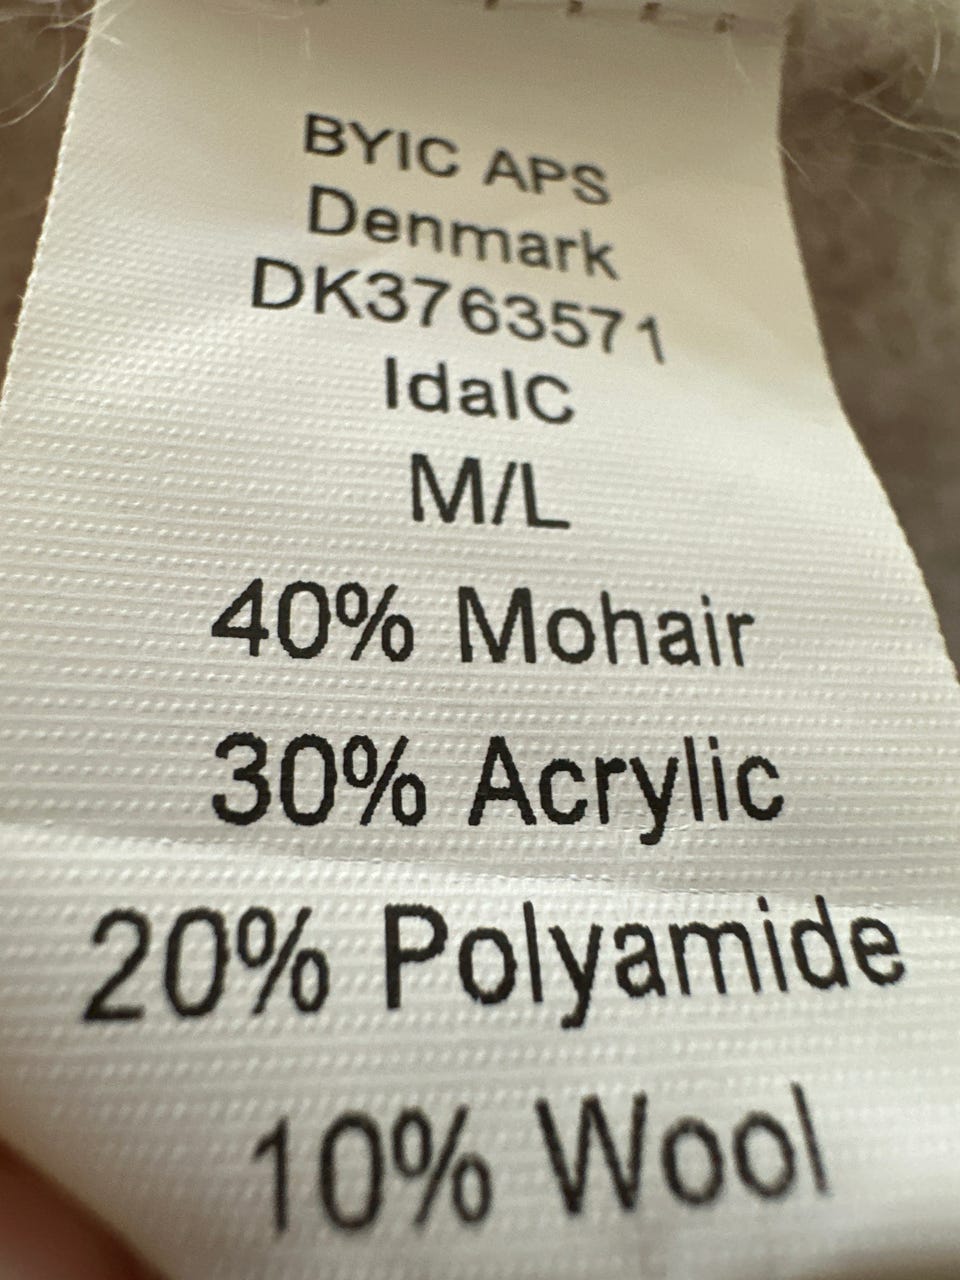 BYIC APS
Denmark
DK3763571
IdaIC
M/L
40% Mohair
30% Acrylic
20% Polyamide
10% Wool